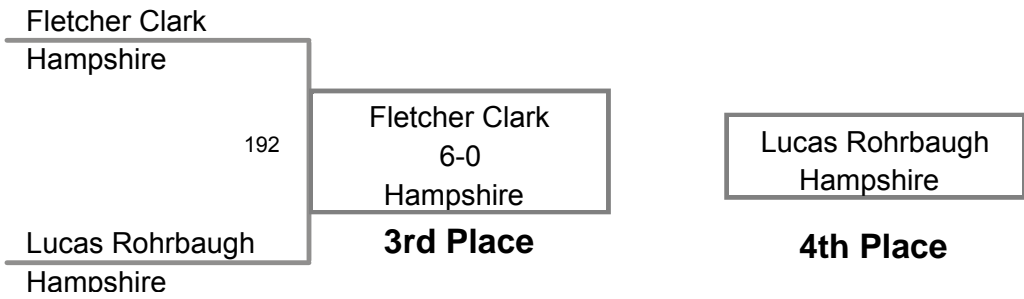 Fletcher Clark
Hampshire
192
Fletcher Clark
6-0
Hampshire
3rd Place
Lucas Rohrbaugh
Hampshire
Lucas Rohrbaugh
Hampshire
4th Place